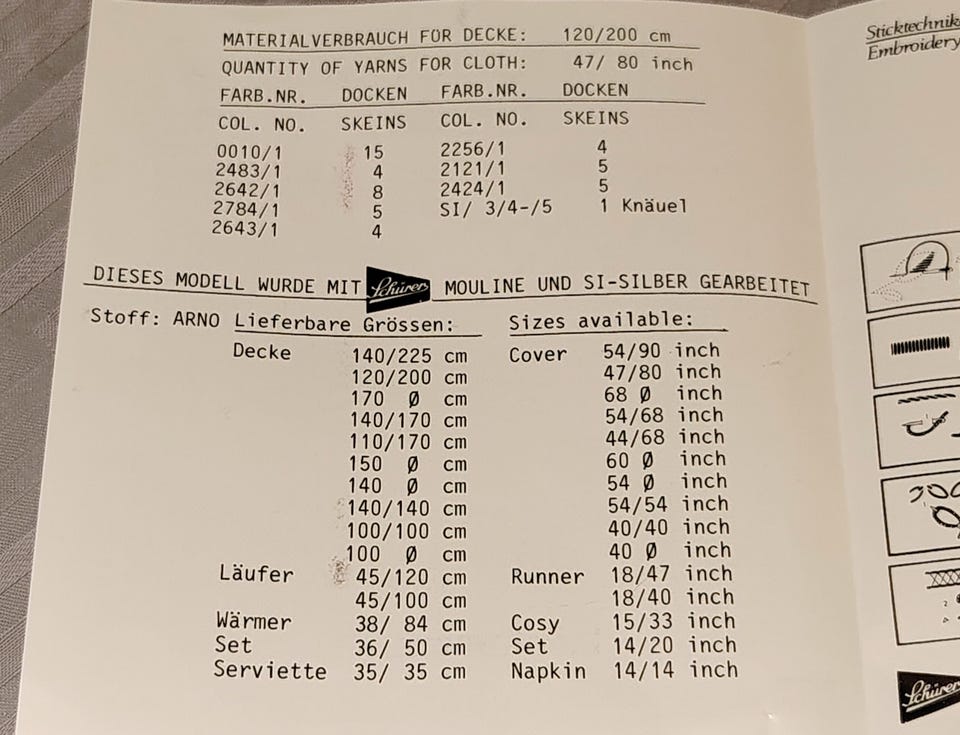 MATERIALVERBRAUCH FÜR DECKE: 120/200 cm
QUANTITY OF YARNS FOR CLOTH: 47/ 80 inch
FARB.NR. DOCKEN FARB.NR. DOCKEN
COL. NO. SKEINS COL. NO. SKEINS
0010/1 15 2256/1 4
2483/1 4 2121/1 5
2642/1 8 2424/1 5
2784/1 5 SI/ 3/4-/5 1 Knäuel
2643/1 4
DIESES MODELL WURDE MIT Schürer MOULINE UND SI-SILBER GEARBEITET
Stoff: ARNO Lieferbare Grössen: Sizes available:
Decke 140/225 cm Cover 54/90 inch
120/200 cm 47/80 inch
170 Ø cm 68 Ø inch
140/170 cm 54/68 inch
110/170 cm 44/68 inch
150 Ø cm 60 Ø inch
140 Ø cm 54 Ø inch
140/140 cm 54/54 inch
100/100 cm 40/40 inch
100 Ø cm 40 Ø inch
Läufer 45/120 cm Runner 18/47 inch
45/100 cm 18/40 inch
Wärmer 38/ 84 cm Cosy 15/33 inch
Set 36/ 50 cm Set 14/20 inch
Serviette 35/ 35 cm Napkin 14/14 inch
Sticktechnik
Embroidery
2
Schürer